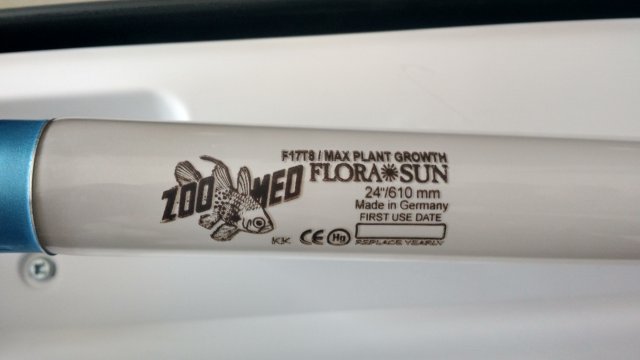 ZOO MED
F17T8 / MAX PLANT GROWTH
FLORA SUN
24"/610 mm
Made in Germany
FIRST USE DATE
KK CE Hg
REPLACE YEARLY